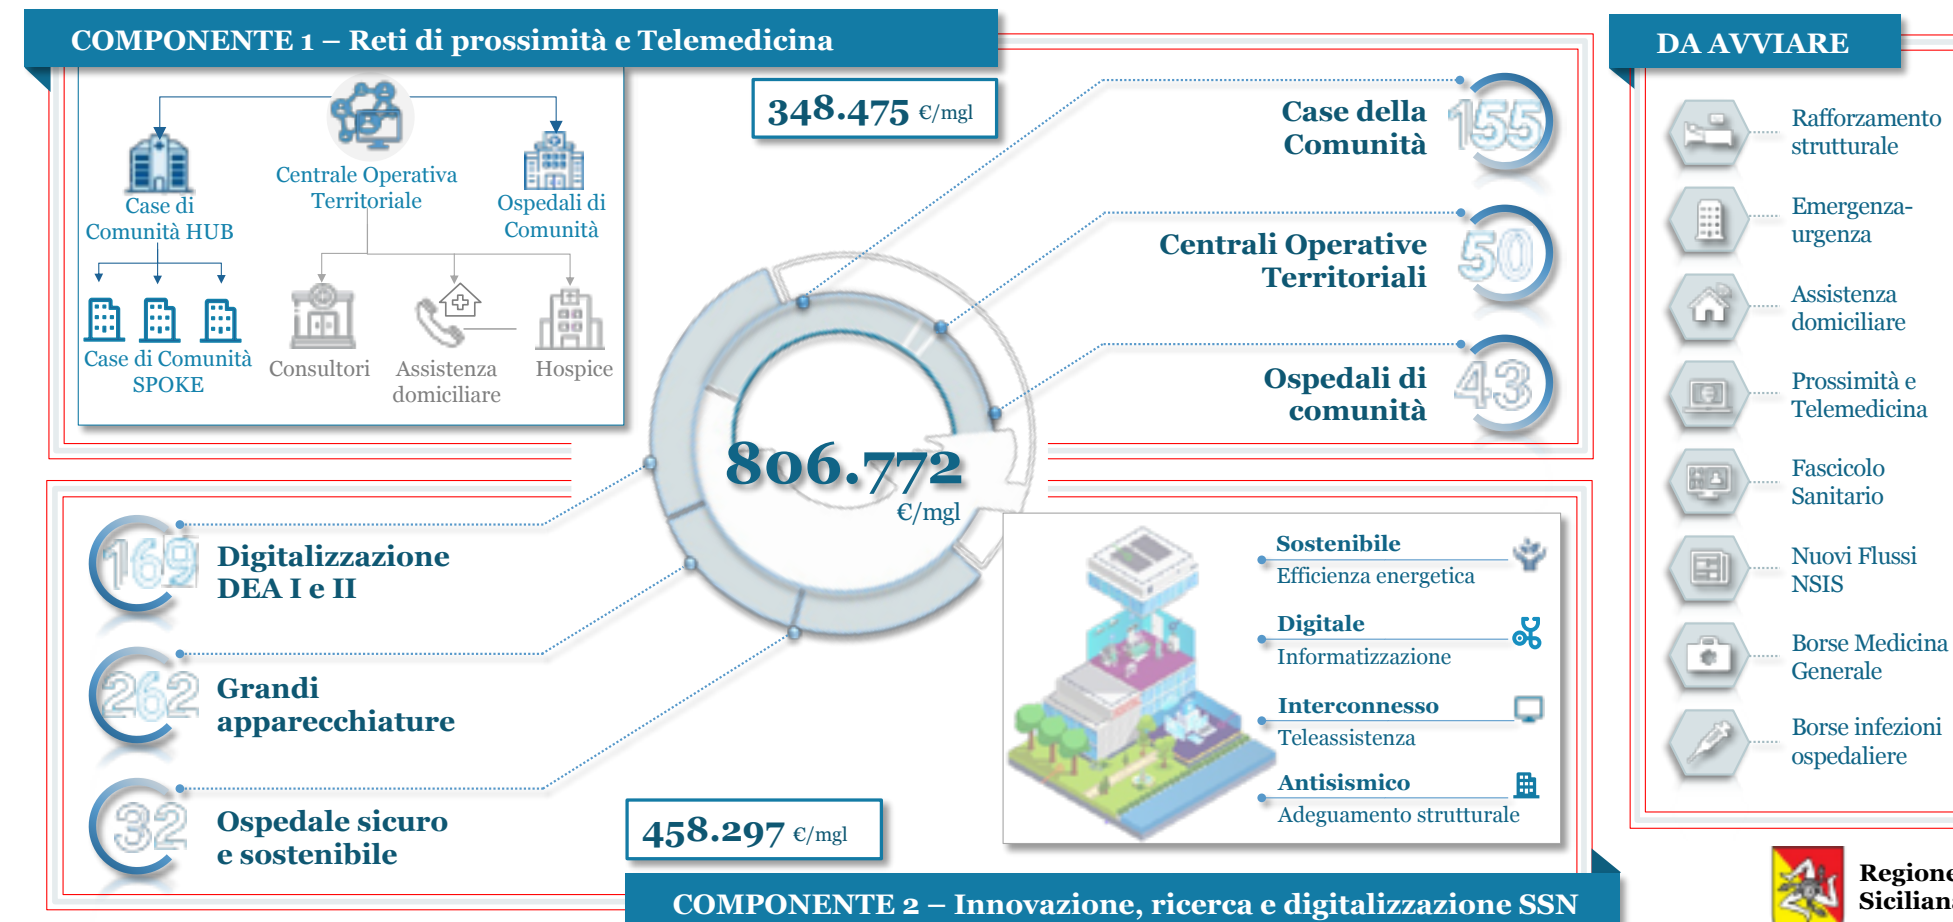 COMPONENTE 1 – Reti di prossimità e Telemedicina
348.475 €/mgl
Centrale Operativa
Territoriale
Case di
Comunità HUB
Ospedali di
Comunità
Case di Comunità
SPOKE
Consultori
Assistenza
domiciliare
Hospice
Case della
Comunità
155
Centrali Operative
Territoriali
50
Ospedali di
comunità
43
806.772
€/mgl
169
Digitalizzazione
DEA I e II
262
Grandi
apparecchiature
32
Ospedale sicuro
e sostenibile
458.297 €/mgl
Sostenibile
Efficienza energetica
Digitale
Informatizzazione
Interconnesso
Teleassistenza
Antisismico
Adeguamento strutturale
COMPONENTE 2 – Innovazione, ricerca e digitalizzazione SSN
DA AVVIARE
Rafforzamento
strutturale
Emergenza-
urgenza
Assistenza
domiciliare
Prossimità e
Telemedicina
Fascicolo
Sanitario
Nuovi Flussi
NSIS
Borse Medicina
Generale
Borse infezioni
ospedaliere
Regione
Sicilian